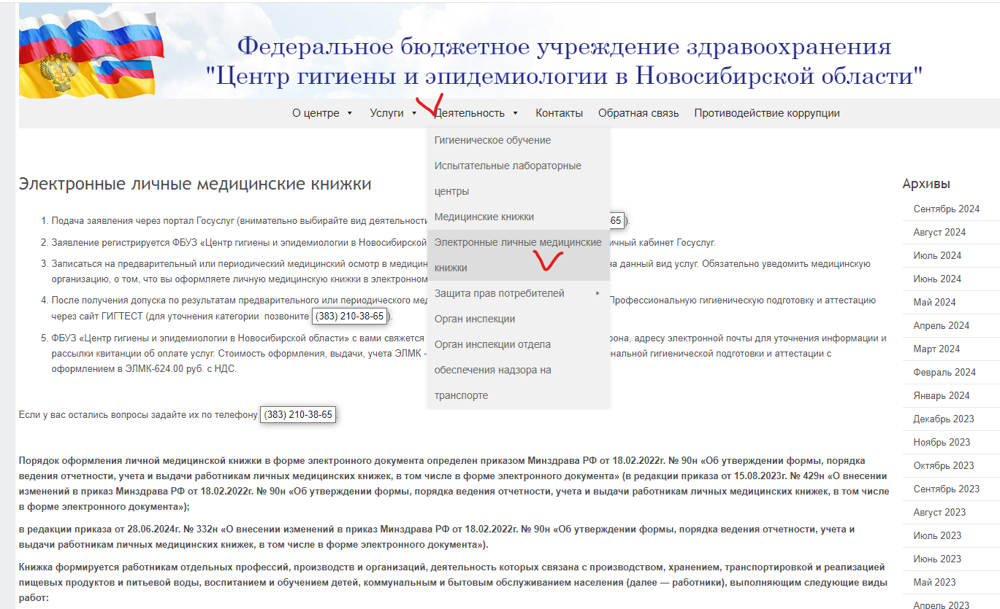 Федеральное бюджетное учреждение здравоохранения
"Центр гигиены и эпидемиологии в Новосибирской области"
О центре Услуги Деятельность Контакты Обратная связь Противодействие коррупции
Гигиеническое обучение
Испытательные лабораторные
центры
Медицинские книжки
Электронные личные медицинские
книжки
Защита прав потребителей
Орган инспекции
Орган инспекции отдела
обеспечения надзора на
транспорте
Электронные личные медицинские книжки
1. Подача заявления через портал Госуслуг (внимательно выбирайте вид деятельности 65).
2. Заявление регистрируется ФБУЗ «Центр гигиены и эпидемиологии в Новосибирской ичный кабинет Госуслуг.
3. Записаться на предварительный или периодический медицинский осмотр в медицин на данный вид услуг. Обязательно уведомить медицинскую
организацию, о том, что вы оформляете личную медицинскую книжки в электронном
4. После получения допуска по результатам предварительного или периодического мед Профессиональную гигиеническую подготовку и аттестацию
через сайт ГИГТЕСТ (для уточнения категории позвоните (383) 210-38-65).
5. ФБУЗ «Центр гигиены и эпидемиологии в Новосибирской области» с вами свяжется рона, адресу электронной почты для уточнения информации и
рассылки квитанции об оплате услуг. Стоимость оформления, выдачи, учета ЭЛМК - нальной гигиенической подготовки и аттестации с
оформлением в ЭЛМК-624.00 руб. с НДС.
Если у вас остались вопросы задайте их по телефону (383) 210-38-65.
Порядок оформления личной медицинской книжки в форме электронного документа определен приказом Минздрава РФ от 18.02.2022г. № 90н «Об утверждении формы, порядка
ведения отчетности, учета и выдачи работникам личных медицинских книжек, в том числе в форме электронного документа» (в редакции приказа от 15.08.2023г. № 429н «О внесении
изменений в приказ Минздрава РФ от 18.02.2022г. № 90н «Об утверждении формы, порядка ведения отчетности, учета и выдачи работникам личных медицинских книжек, в том числе
в форме электронного документа»);
в редакции приказа от 28.06.2024г. № 332н «О внесении изменений в приказ Минздрава РФ от 18.02.2022г. № 90н «Об утверждении формы, порядка ведения отчетности, учета и
выдачи работникам личных медицинских книжек, в том числе в форме электронного документа»).
Книжка формируется работникам отдельных профессий, производств и организаций, деятельность которых связана с производством, хранением, транспортировкой и реализацией
пищевых продуктов и питьевой воды, воспитанием и обучением детей, коммунальным и бытовым обслуживанием населения (далее — работники), выполняющим следующие виды
работ:
Архивы
Сентябрь 2024
Август 2024
Июль 2024
Июнь 2024
Май 2024
Апрель 2024
Март 2024
Февраль 2024
Январь 2024
Декабрь 2023
Ноябрь 2023
Октябрь 2023
Сентябрь 2023
Август 2023
Июль 2023
Июнь 2023
Май 2023
Апрель 2023